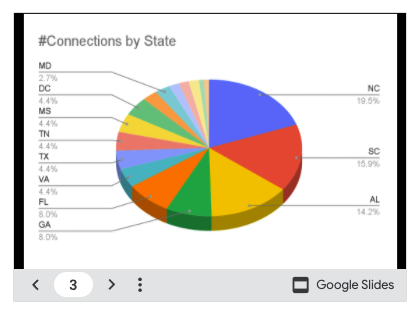 #Connections by State
MD
2.7%
DC
4.4%
MS
4.4%
TN
4.4%
TX
4.4%
VA
4.4%
FL
8.0%
GA
8.0%
NC
19.5%
SC
15.9%
AL
14.2%
3
Google Slides